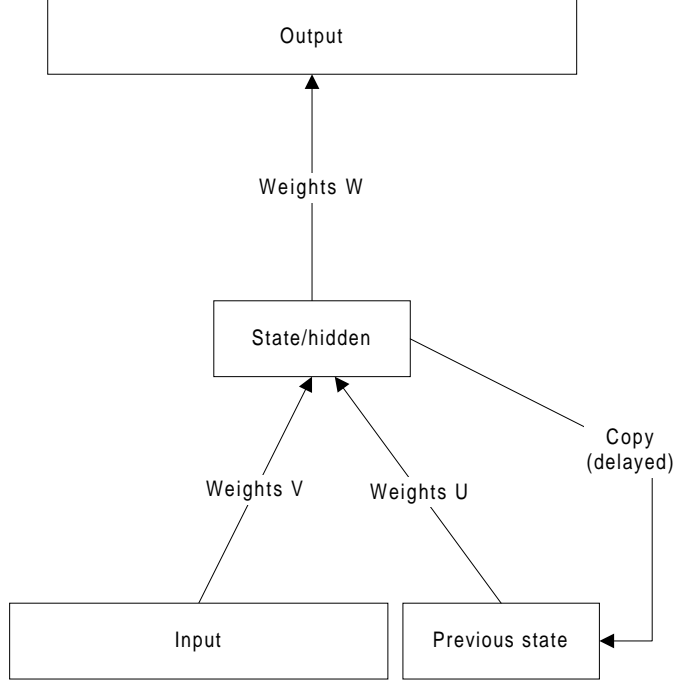 Output
Weights W
State/hidden
Copy
(delayed)
Weights V
Weights U
Input
Previous state